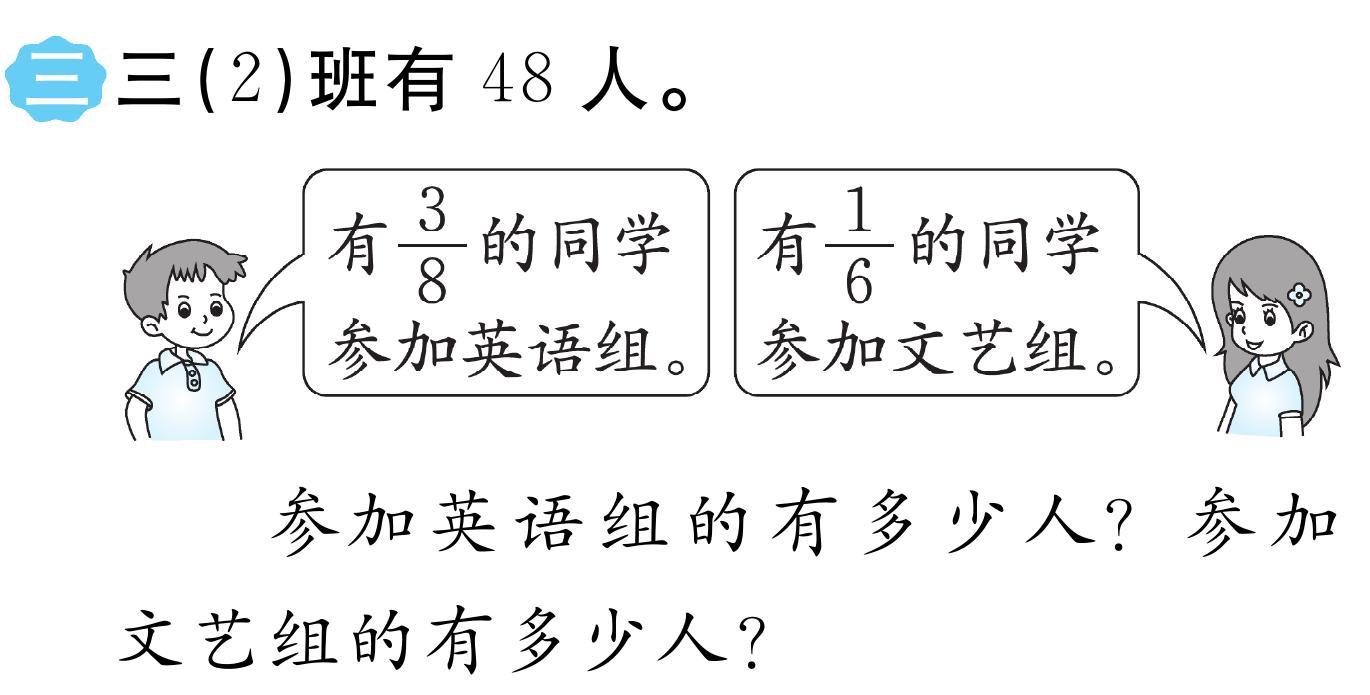 三 三(2)班有 48 人。
有 3/8 的同学
参加英语组。
有 1/6 的同学
参加文艺组。
参加英语组的有多少人？参加
文艺组的有多少人？